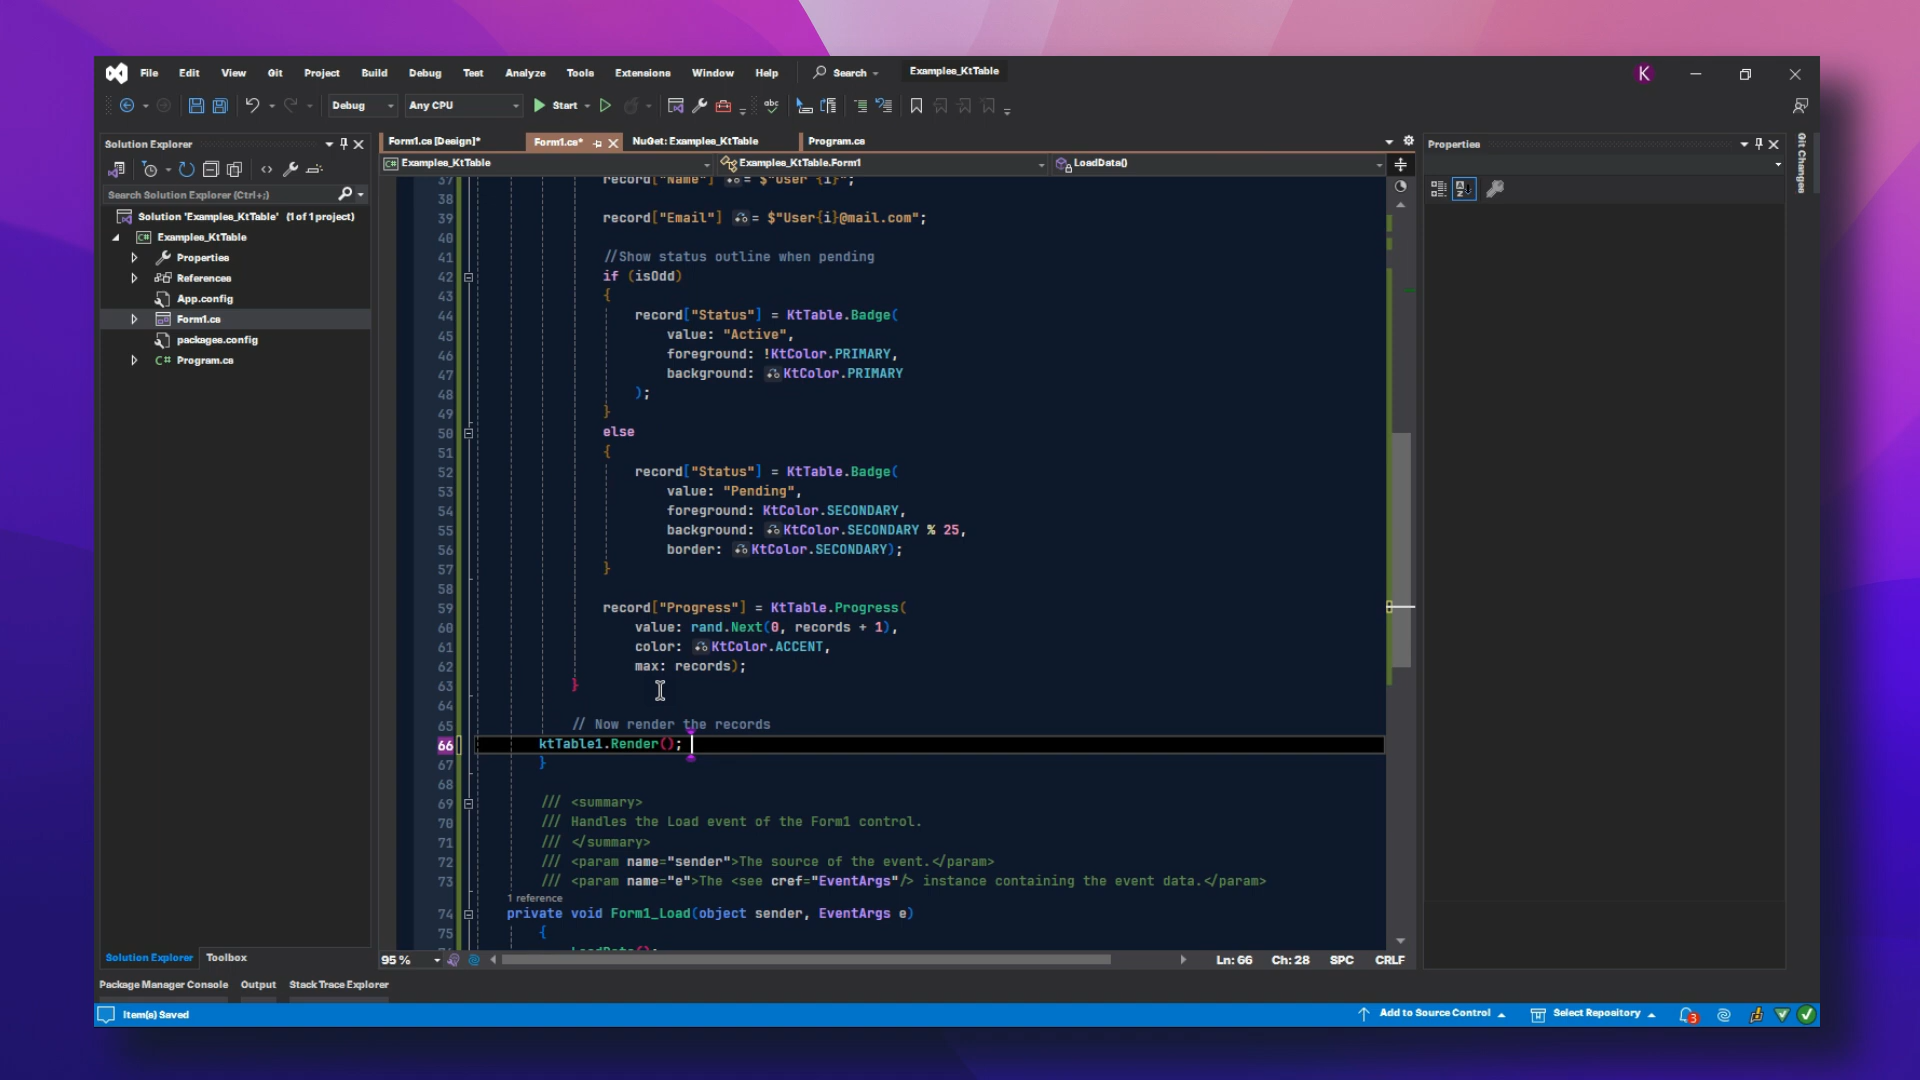 File Edit View Git Project Build Debug Test Analyze Tools Extensions Window Help Search Examples_KtTable K
Debug Any CPU Start abc
Solution Explorer
Search Solution Explorer (Ctrl+;)
Solution 'Examples_KtTable' (1 of 1 project)
C# Examples_KtTable
Properties
References
App.config
Form1.cs
packages.config
C# Program.cs
Solution Explorer Toolbox
Form1.cs [Design]* Form1.cs* NuGet: Examples_KtTable Program.cs
C# Examples_KtTable Examples_KtTable.Form1 LoadData()
37 record["Name"] = $"User {i}";
38
39 record["Email"] = $"User{i}@mail.com";
40
41 //Show status outline when pending
42 if (isOdd)
43 {
44 record["Status"] = KtTable.Badge(
45 value: "Active",
46 foreground: !KtColor.PRIMARY,
47 background: KtColor.PRIMARY
48 );
49 }
50 else
51 {
52 record["Status"] = KtTable.Badge(
53 value: "Pending",
54 foreground: KtColor.SECONDARY,
55 background: KtColor.SECONDARY % 25,
56 border: KtColor.SECONDARY);
57 }
58
59 record["Progress"] = KtTable.Progress(
60 value: rand.Next(0, records + 1),
61 color: KtColor.ACCENT,
62 max: records);
63 }
64
65 // Now render the records
66 ktTable1.Render();
67 }
68
69 /// <summary>
70 /// Handles the Load event of the Form1 control.
71 /// </summary>
72 /// <param name="sender">The source of the event.</param>
73 /// <param name="e">The <see cref="EventArgs"/> instance containing the event data.</param>
1 reference
74 private void Form1_Load(object sender, EventArgs e)
75 {
LoadData();
95 % Ln: 66 Ch: 28 SPC CRLF
Properties
Git Changes
Package Manager Console Output Stack Trace Explorer
Item(s) Saved Add to Source Control Select Repository 3